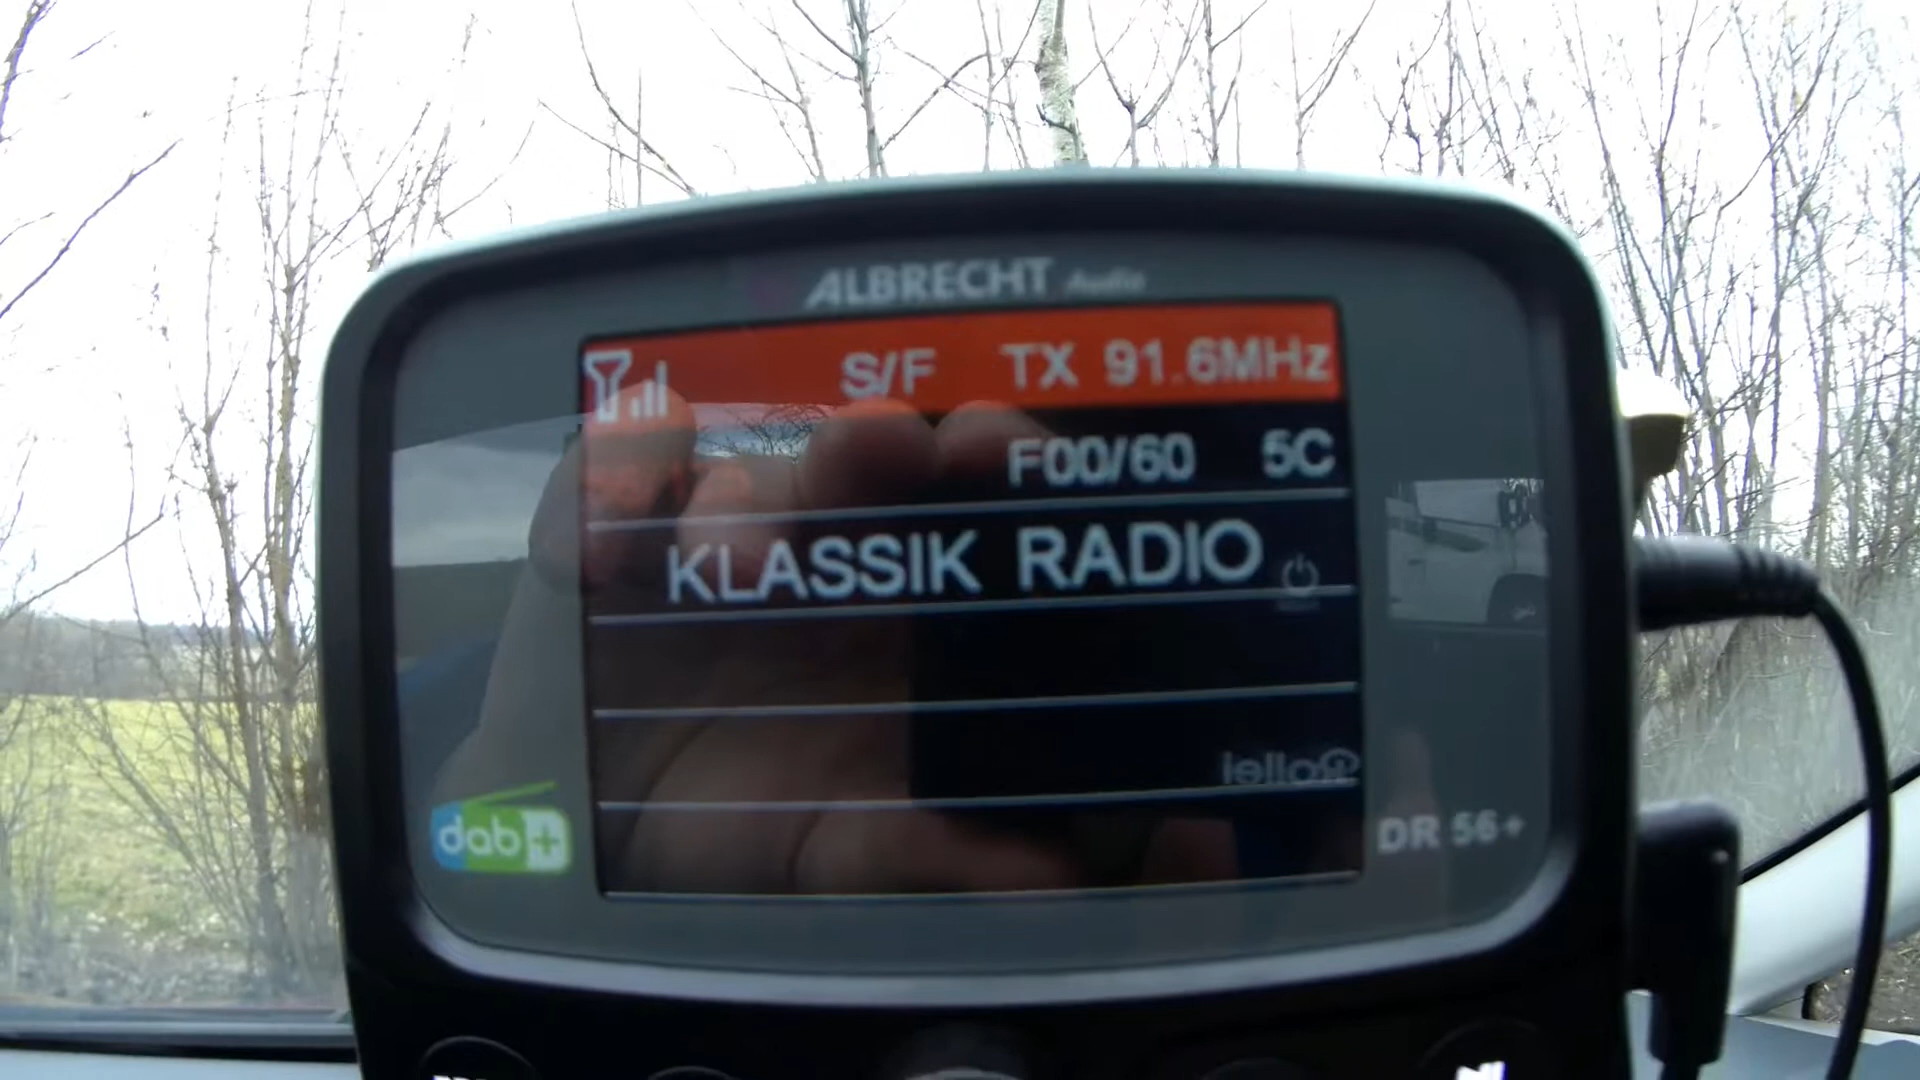 ALBRECHT Audio
S/F TX 91.6MHz
F00/60 5C
KLASSIK RADIO
dab+
DR 56+